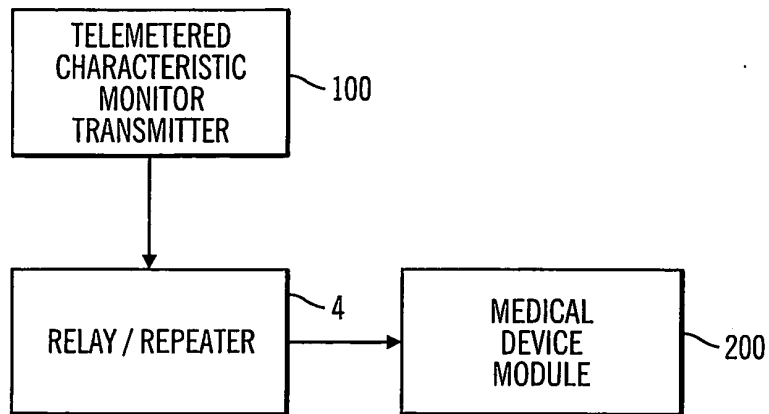 TELEMETERED
CHARACTERISTIC
MONITOR
TRANSMITTER
100
RELAY / REPEATER
4
MEDICAL
DEVICE
MODULE
200